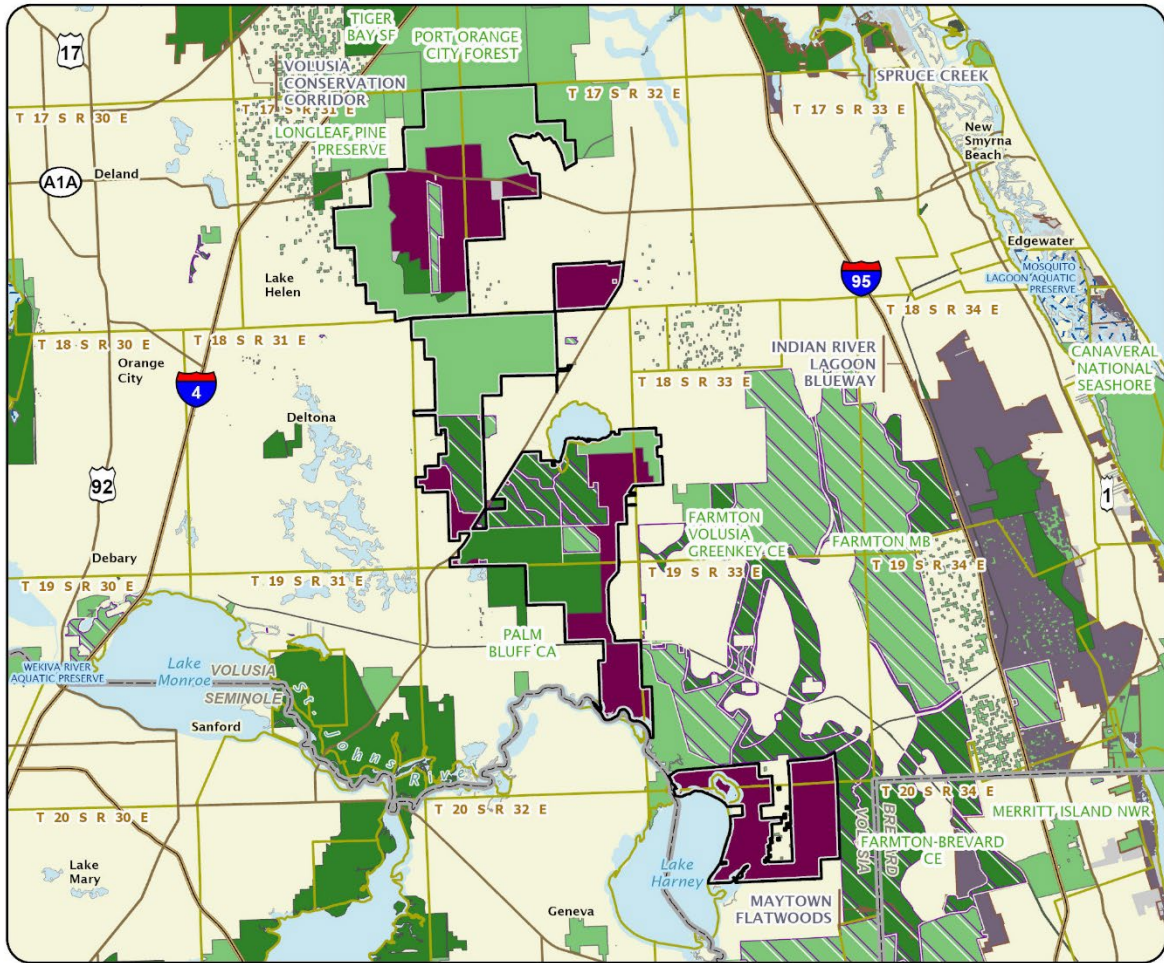 TIGER
BAY SF
PORT ORANGE
CITY FOREST
17
VOLUSIA
CONSERVATION
CORRIDOR
SPRUCE CREEK
T 17 S R 30 E
T 17 S R 31 E
T 17 S R 32 E
T 17 S R 33 E
LONGLEAF PINE
PRESERVE
New
Smyrna
Beach
A1A
Deland
Edgewater
Lake
Helen
95
MOSQUITO
LAGOON AQUATIC
PRESERVE
T 18 S R 30 E
T 18 S R 31 E
T 18 S R 34 E
Orange
City
INDIAN RIVER
LAGOON
BLUEWAY
CANAVERAL
NATIONAL
SEASHORE
4
T 18 S R 33 E
Deltona
92
1
FARMTON
VOLUSIA
GREENKEY CE
FARMTON MB
Debary
T 19 S R 30 E
T 19 S R 31 E
T 19 S R 33 E
T 19 S R 34 E
PALM
BLUFF CA
WEKIVA RIVER
AQUATIC PRESERVE
Lake
Monroe
VOLUSIA
SEMINOLE
Sanford
St. Johns River
T 20 S R 30 E
T 20 S R 32 E
T 20 S R 34 E
MERRITT ISLAND NWR
VOLUSIA
BREVARD
FARMTON-BREVARD
CE
Lake
Mary
Lake
Harney
Geneva
MAYTOWN
FLATWOODS